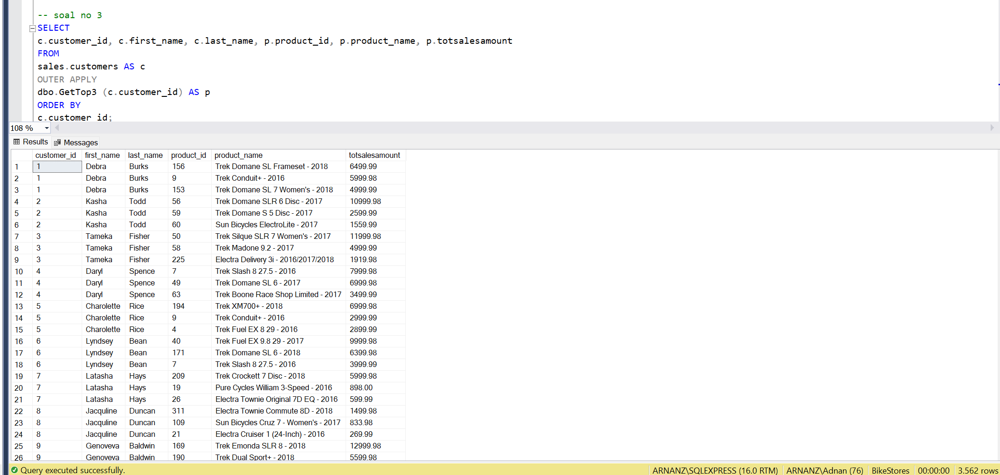 -- soal no 3
SELECT
c.customer_id, c.first_name, c.last_name, p.product_id, p.product_name, p.totsalesamount
FROM
sales.customers AS c
OUTER APPLY
dbo.GetTop3 (c.customer_id) AS p
ORDER BY
c.customer_id;
108 %
Results Messages
customer_id first_name last_name product_id product_name totsalesamount
1 1 Debra Burks 156 Trek Domane SL Frameset - 2018 6499.99
2 1 Debra Burks 9 Trek Conduit+ - 2016 5999.98
3 1 Debra Burks 153 Trek Domane SL 7 Women's - 2018 4999.99
4 2 Kasha Todd 56 Trek Domane SLR 6 Disc - 2017 10999.98
5 2 Kasha Todd 59 Trek Domane S 5 Disc - 2017 2599.99
6 2 Kasha Todd 60 Sun Bicycles ElectroLite - 2017 1559.99
7 3 Tameka Fisher 50 Trek Silque SLR 7 Women's - 2017 11999.98
8 3 Tameka Fisher 58 Trek Madone 9.2 - 2017 4999.99
9 3 Tameka Fisher 225 Electra Delivery 3i - 2016/2017/2018 1919.98
10 4 Daryl Spence 7 Trek Slash 8 27.5 - 2016 7999.98
11 4 Daryl Spence 49 Trek Domane SL 6 - 2017 6999.98
12 4 Daryl Spence 63 Trek Boone Race Shop Limited - 2017 3499.99
13 5 Charolette Rice 194 Trek XM700+ - 2018 6999.98
14 5 Charolette Rice 9 Trek Conduit+ - 2016 2999.99
15 5 Charolette Rice 4 Trek Fuel EX 8 29 - 2016 2899.99
16 6 Lyndsey Bean 40 Trek Fuel EX 9.8 29 - 2017 9999.98
17 6 Lyndsey Bean 171 Trek Domane SL 6 - 2018 6399.98
18 6 Lyndsey Bean 7 Trek Slash 8 27.5 - 2016 3999.99
19 7 Latasha Hays 209 Trek Crockett 7 Disc - 2018 5999.98
20 7 Latasha Hays 19 Pure Cycles William 3-Speed - 2016 898.00
21 7 Latasha Hays 26 Electra Townie Original 7D EQ - 2016 599.99
22 8 Jacquline Duncan 311 Electra Townie Commute 8D - 2018 1499.98
23 8 Jacquline Duncan 109 Sun Bicycles Cruz 7 - Women's - 2017 833.98
24 8 Jacquline Duncan 21 Electra Cruiser 1 (24-Inch) - 2016 269.99
25 9 Genoveva Baldwin 169 Trek Emonda SLR 8 - 2018 12999.98
26 9 Genoveva Baldwin 190 Trek Dual Sport+ - 2018 5599.98
Query executed successfully. ARNANZ\SQLEXPRESS (16.0 RTM) ARNANZ\Adnan (76) BikeStores 00:00:00 3.562 rows